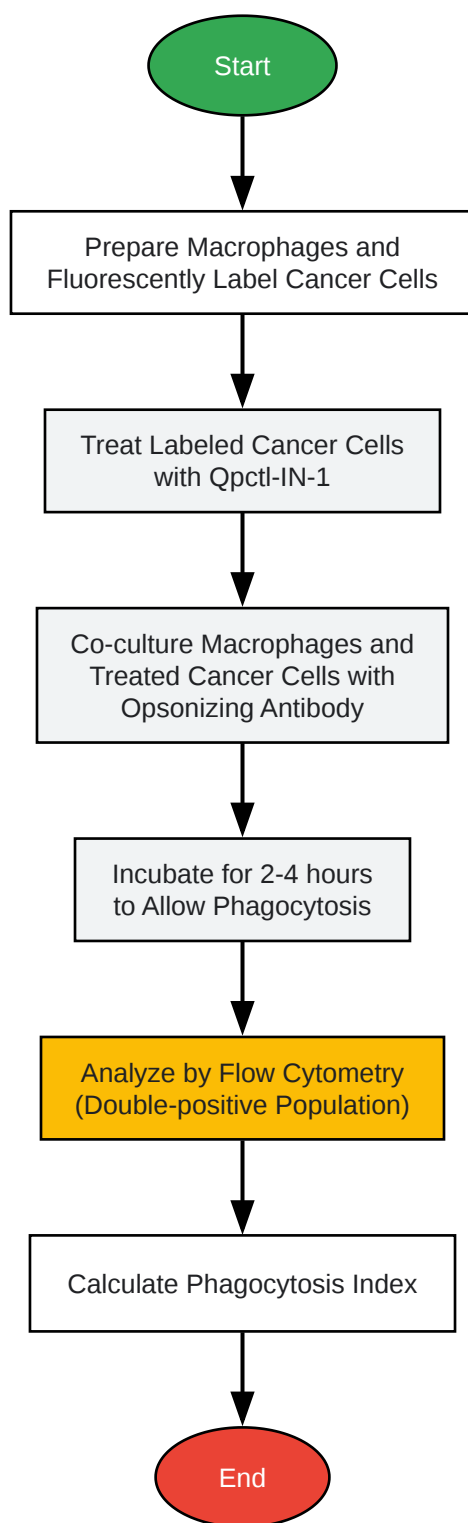 Start
Prepare Macrophages and
Fluorescently Label Cancer Cells
Treat Labeled Cancer Cells
with Qpctl-IN-1
Co-culture Macrophages and
Treated Cancer Cells with
Opsonizing Antibody
Incubate for 2-4 hours
to Allow Phagocytosis
Analyze by Flow Cytometry
(Double-positive Population)
Calculate Phagocytosis Index
End